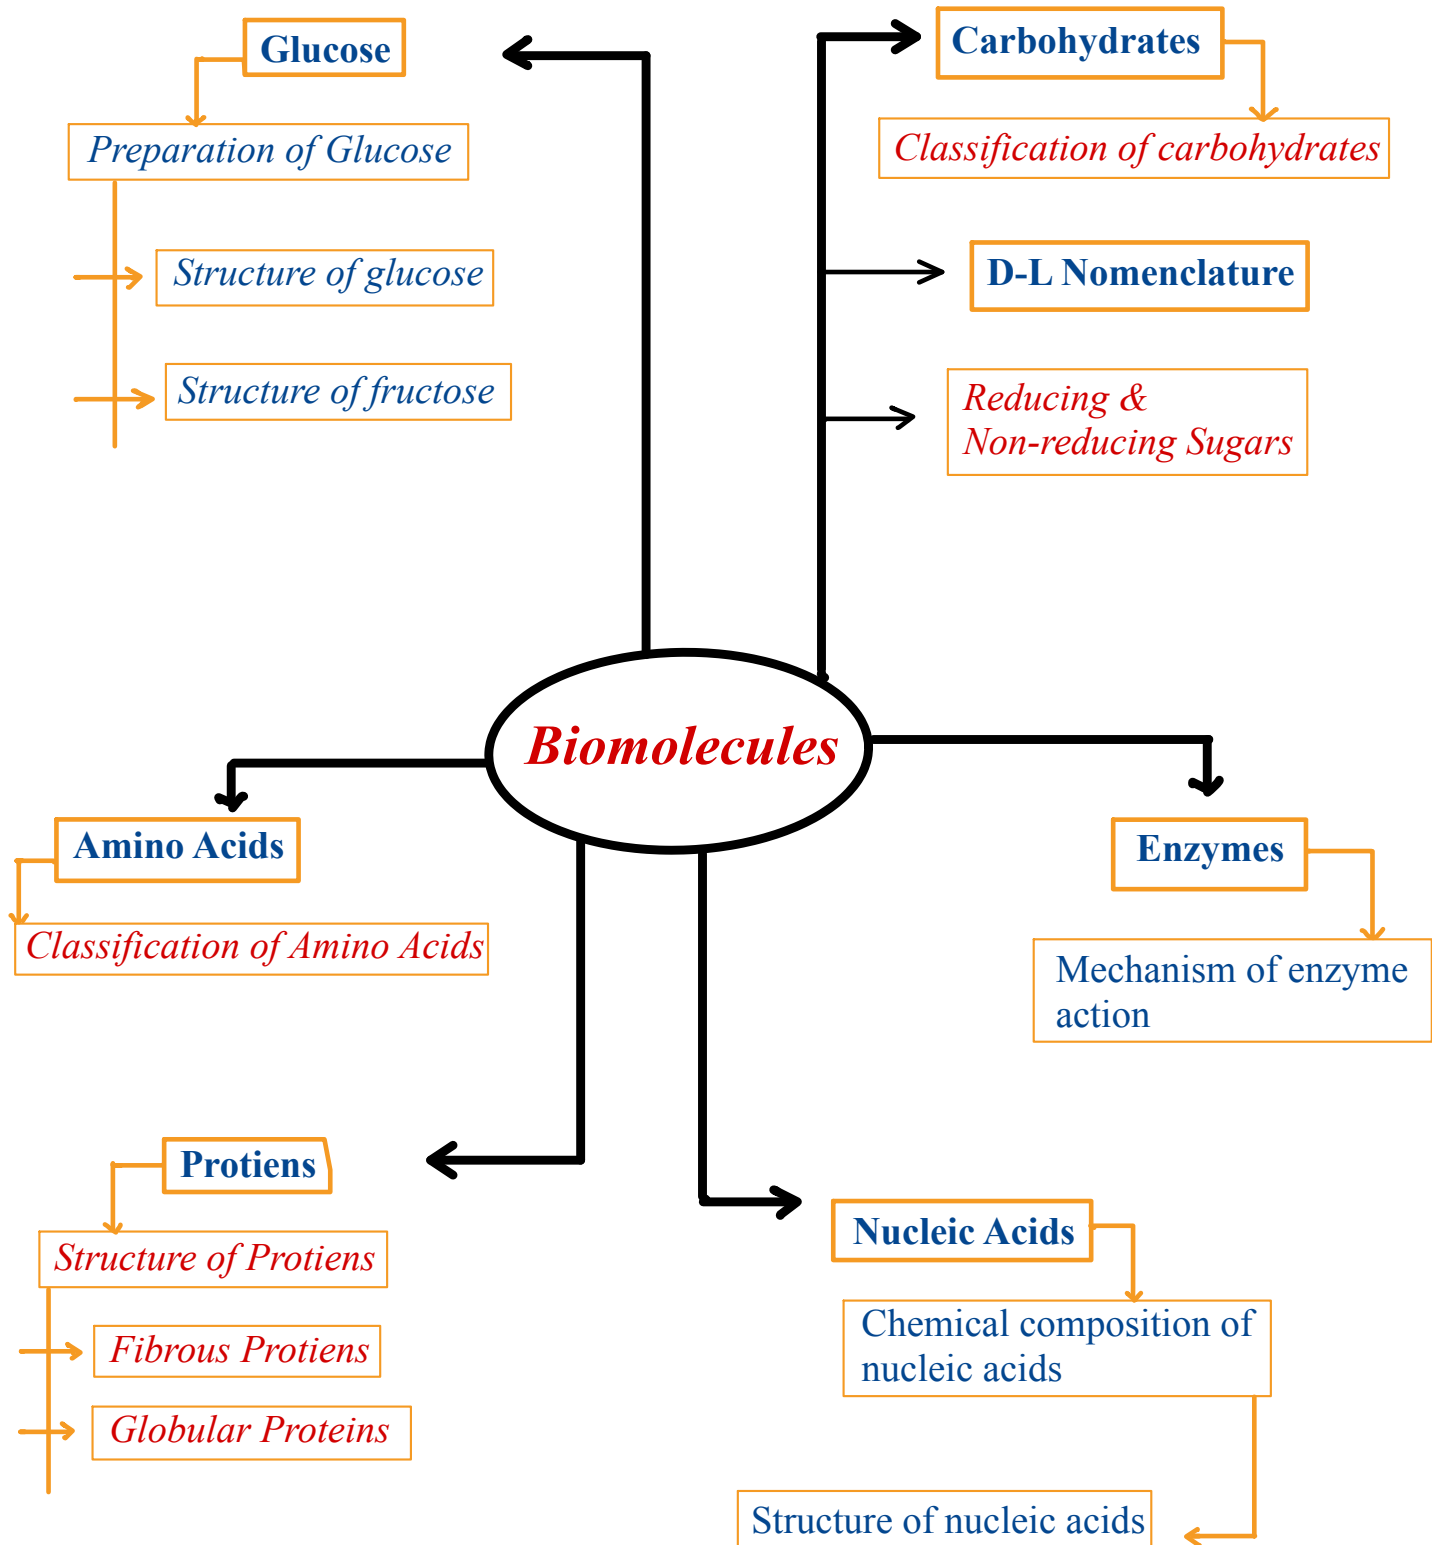 Glucose
Preparation of Glucose
Structure of glucose
Structure of fructose
Carbohydrates
Classification of carbohydrates
D-L Nomenclature
Reducing &
Non-reducing Sugars
Biomolecules
Amino Acids
Classification of Amino Acids
Enzymes
Mechanism of enzyme
action
Protiens
Structure of Protiens
Fibrous Protiens
Globular Proteins
Nucleic Acids
Chemical composition of
nucleic acids
Structure of nucleic acids